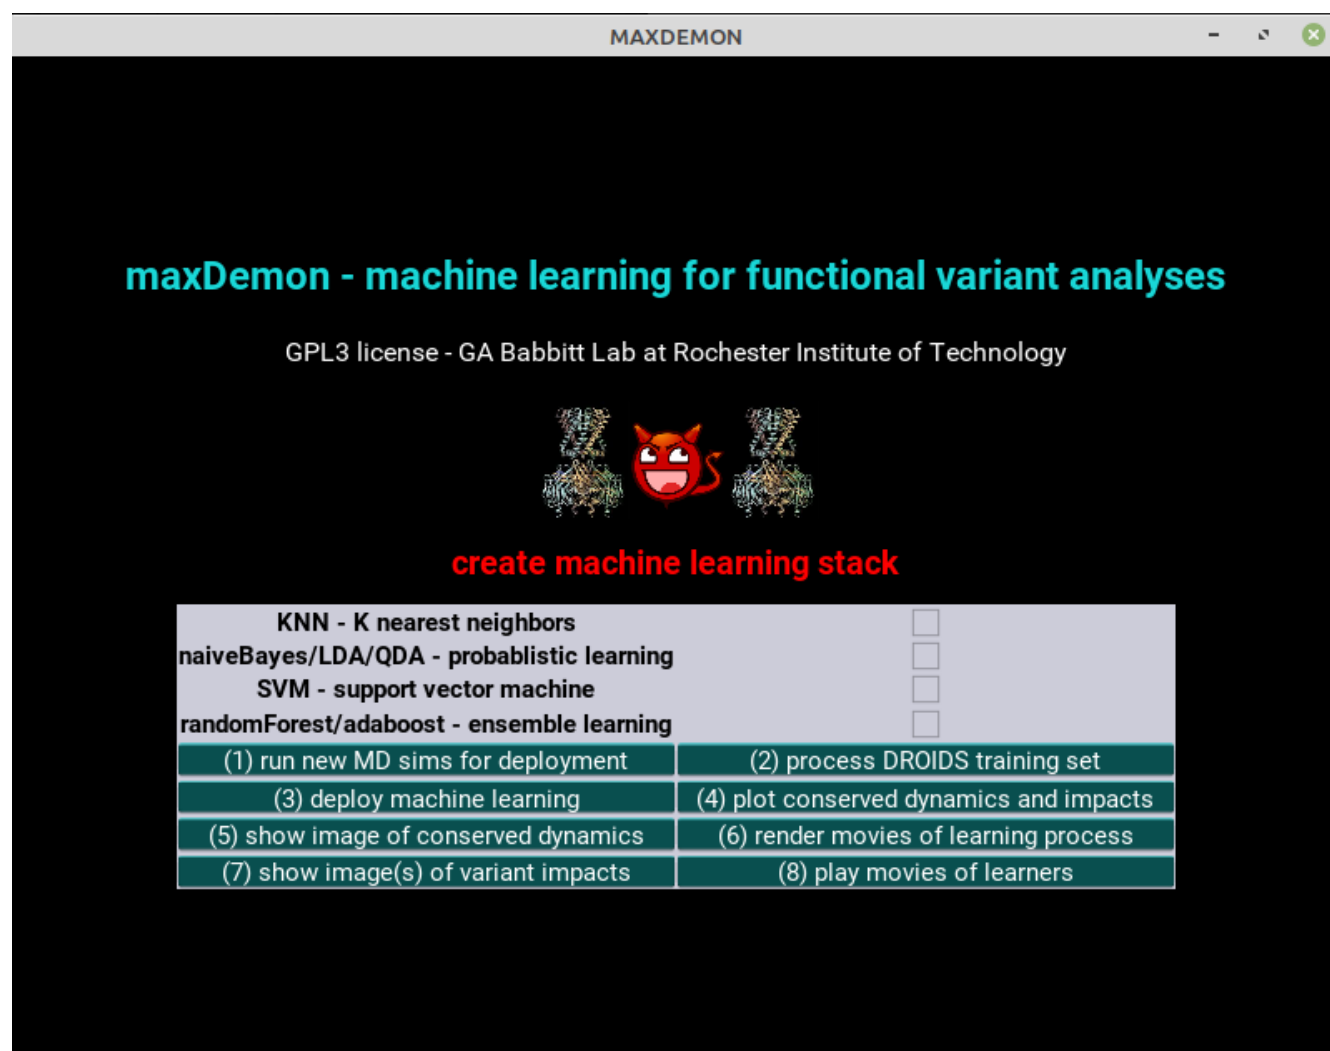 MAXDEMON
maxDemon - machine learning for functional variant analyses
GPL3 license - GA Babbitt Lab at Rochester Institute of Technology
create machine learning stack
KNN - K nearest neighbors
naiveBayes/LDA/QDA - probablistic learning
SVM - support vector machine
randomForest/adaboost - ensemble learning
(1) run new MD sims for deployment
(2) process DROIDS training set
(3) deploy machine learning
(4) plot conserved dynamics and impacts
(5) show image of conserved dynamics
(6) render movies of learning process
(7) show image(s) of variant impacts
(8) play movies of learners